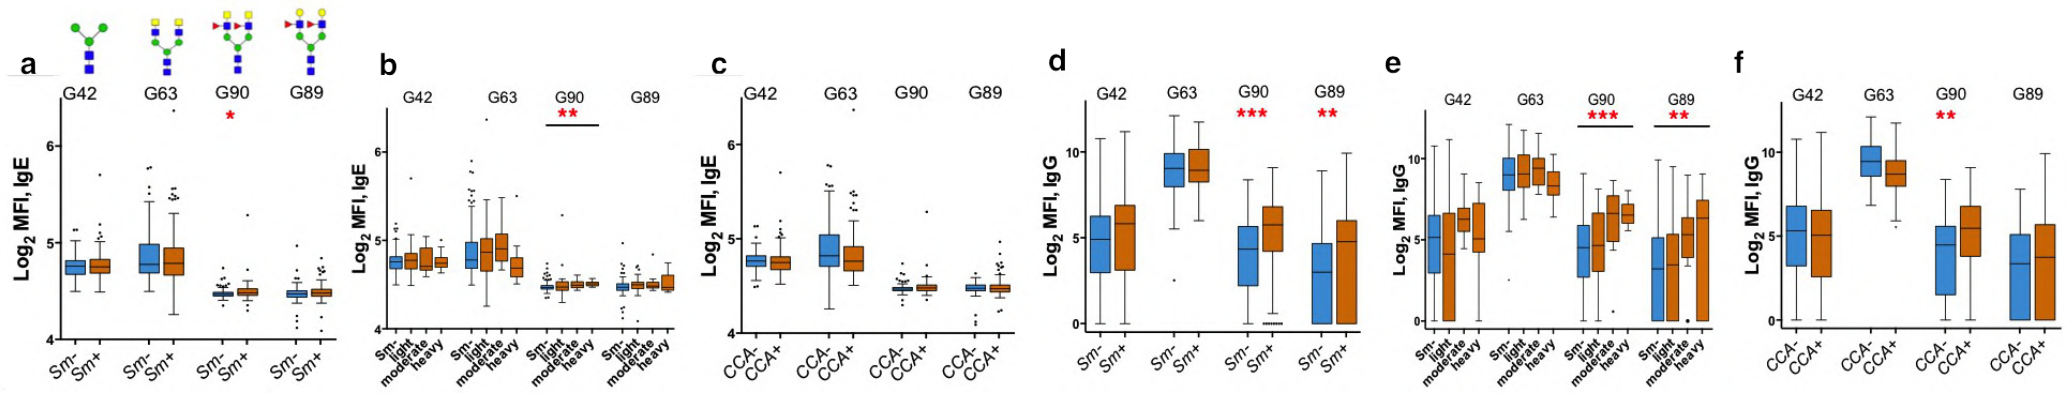 a
G42 G63 G90 G89
*
Log2 MFI, IgE
6
5
4
Sm- Sm+ Sm- Sm+ Sm- Sm+ Sm- Sm+
b
G42 G63 G90 G89
**
Log2 MFI, IgE
6
5
4
Sm- light moderate heavy Sm- light moderate heavy Sm- light moderate heavy Sm- light moderate heavy
c
G42 G63 G90 G89
Log2 MFI, IgE
6
5
4
CCA- CCA+ CCA- CCA+ CCA- CCA+ CCA- CCA+
d
G42 G63 G90 G89
*** **
Log2 MFI, IgG
10
5
0
Sm- Sm+ Sm- Sm+ Sm- Sm+ Sm- Sm+
e
G42 G63 G90 G89
*** **
Log2 MFI, IgG
10
5
0
Sm- light moderate heavy Sm- light moderate heavy Sm- light moderate heavy Sm- light moderate heavy
f
G42 G63 G90 G89
**
Log2 MFI, IgG
10
5
0
CCA- CCA+ CCA- CCA+ CCA- CCA+ CCA- CCA+